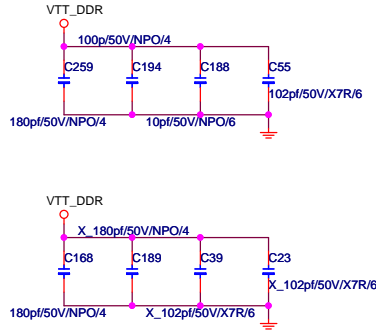 VTT_DDR
100p/50V/NPO/4
C259 C194 C188 C55
102pf/50V/X7R/6
180pf/50V/NPO/4 10pf/50V/NPO/6
VTT_DDR
X_180pf/50V/NPO/4
C168 C189 C39 C23
X_102pf/50V/X7R/6
180pf/50V/NPO/4 X_102pf/50V/X7R/6